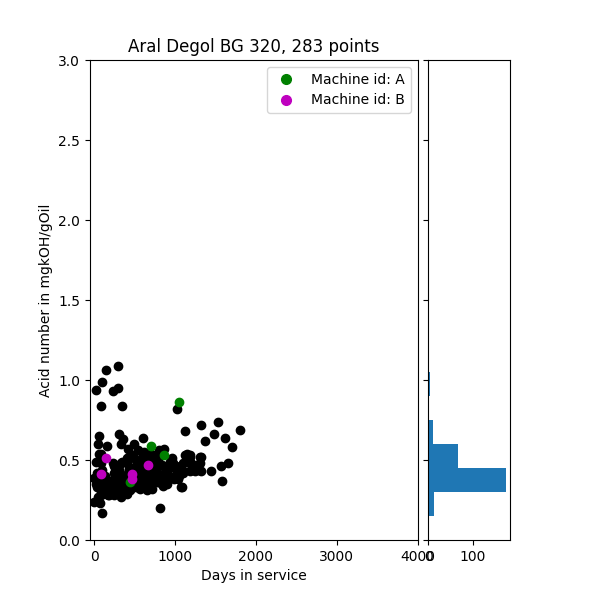 Aral Degol BG 320, 283 points
Machine id: A
Machine id: B
Acid number in mgkOH/gOil
3.0
2.5
2.0
1.5
1.0
0.5
0.0
0 1000 2000 3000 4000
0 100
Days in service